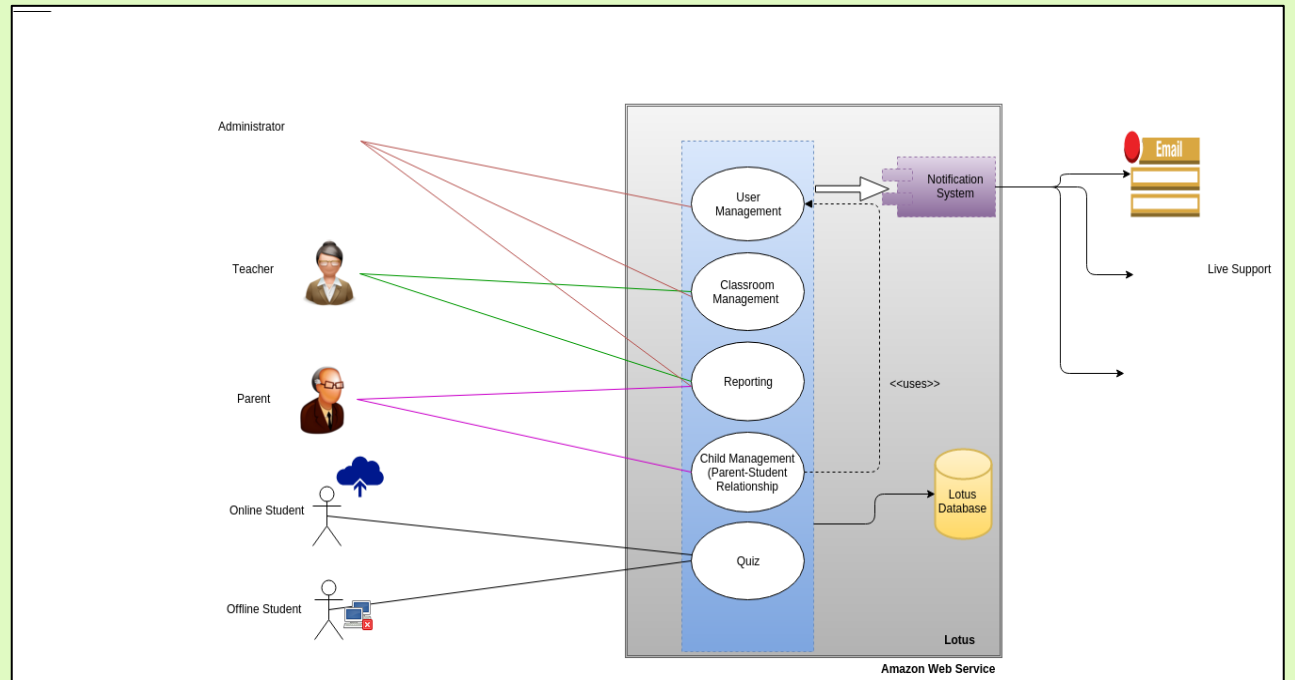 Administrator
Teacher
Parent
Online Student
Offline Student
User
Management
Classroom
Management
Reporting
Child Management
(Parent-Student
Relationship
Quiz
Notification
System
<<uses>>
Lotus
Database
Lotus
Amazon Web Service
Email
Live Support